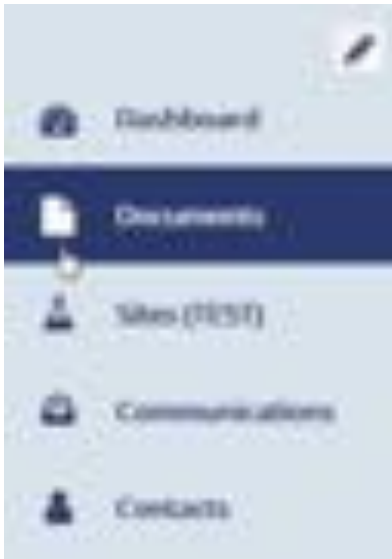 Dashboard
Documents
Sites (TEST)
Communications
Contacts